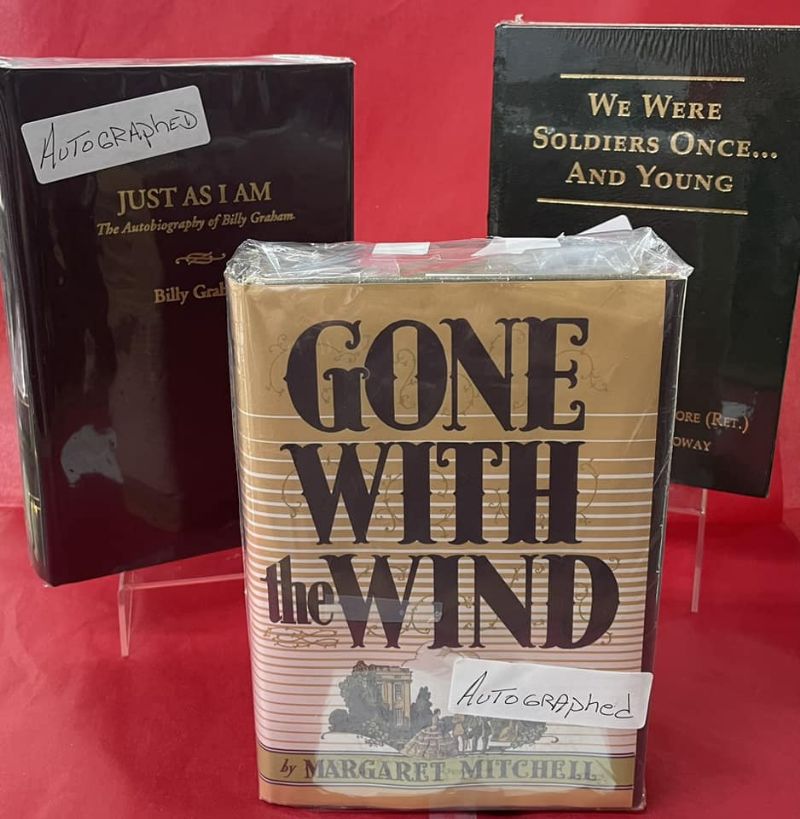 AUTOGRAPHED
JUST AS I AM
The Autobiography of Billy Graham
Billy
WE WERE
SOLDIERS ONCE...
AND YOUNG
(RET.)
GONE
WITH
the WIND
AUTOGRAPHED
by MARGARET MITCHELL